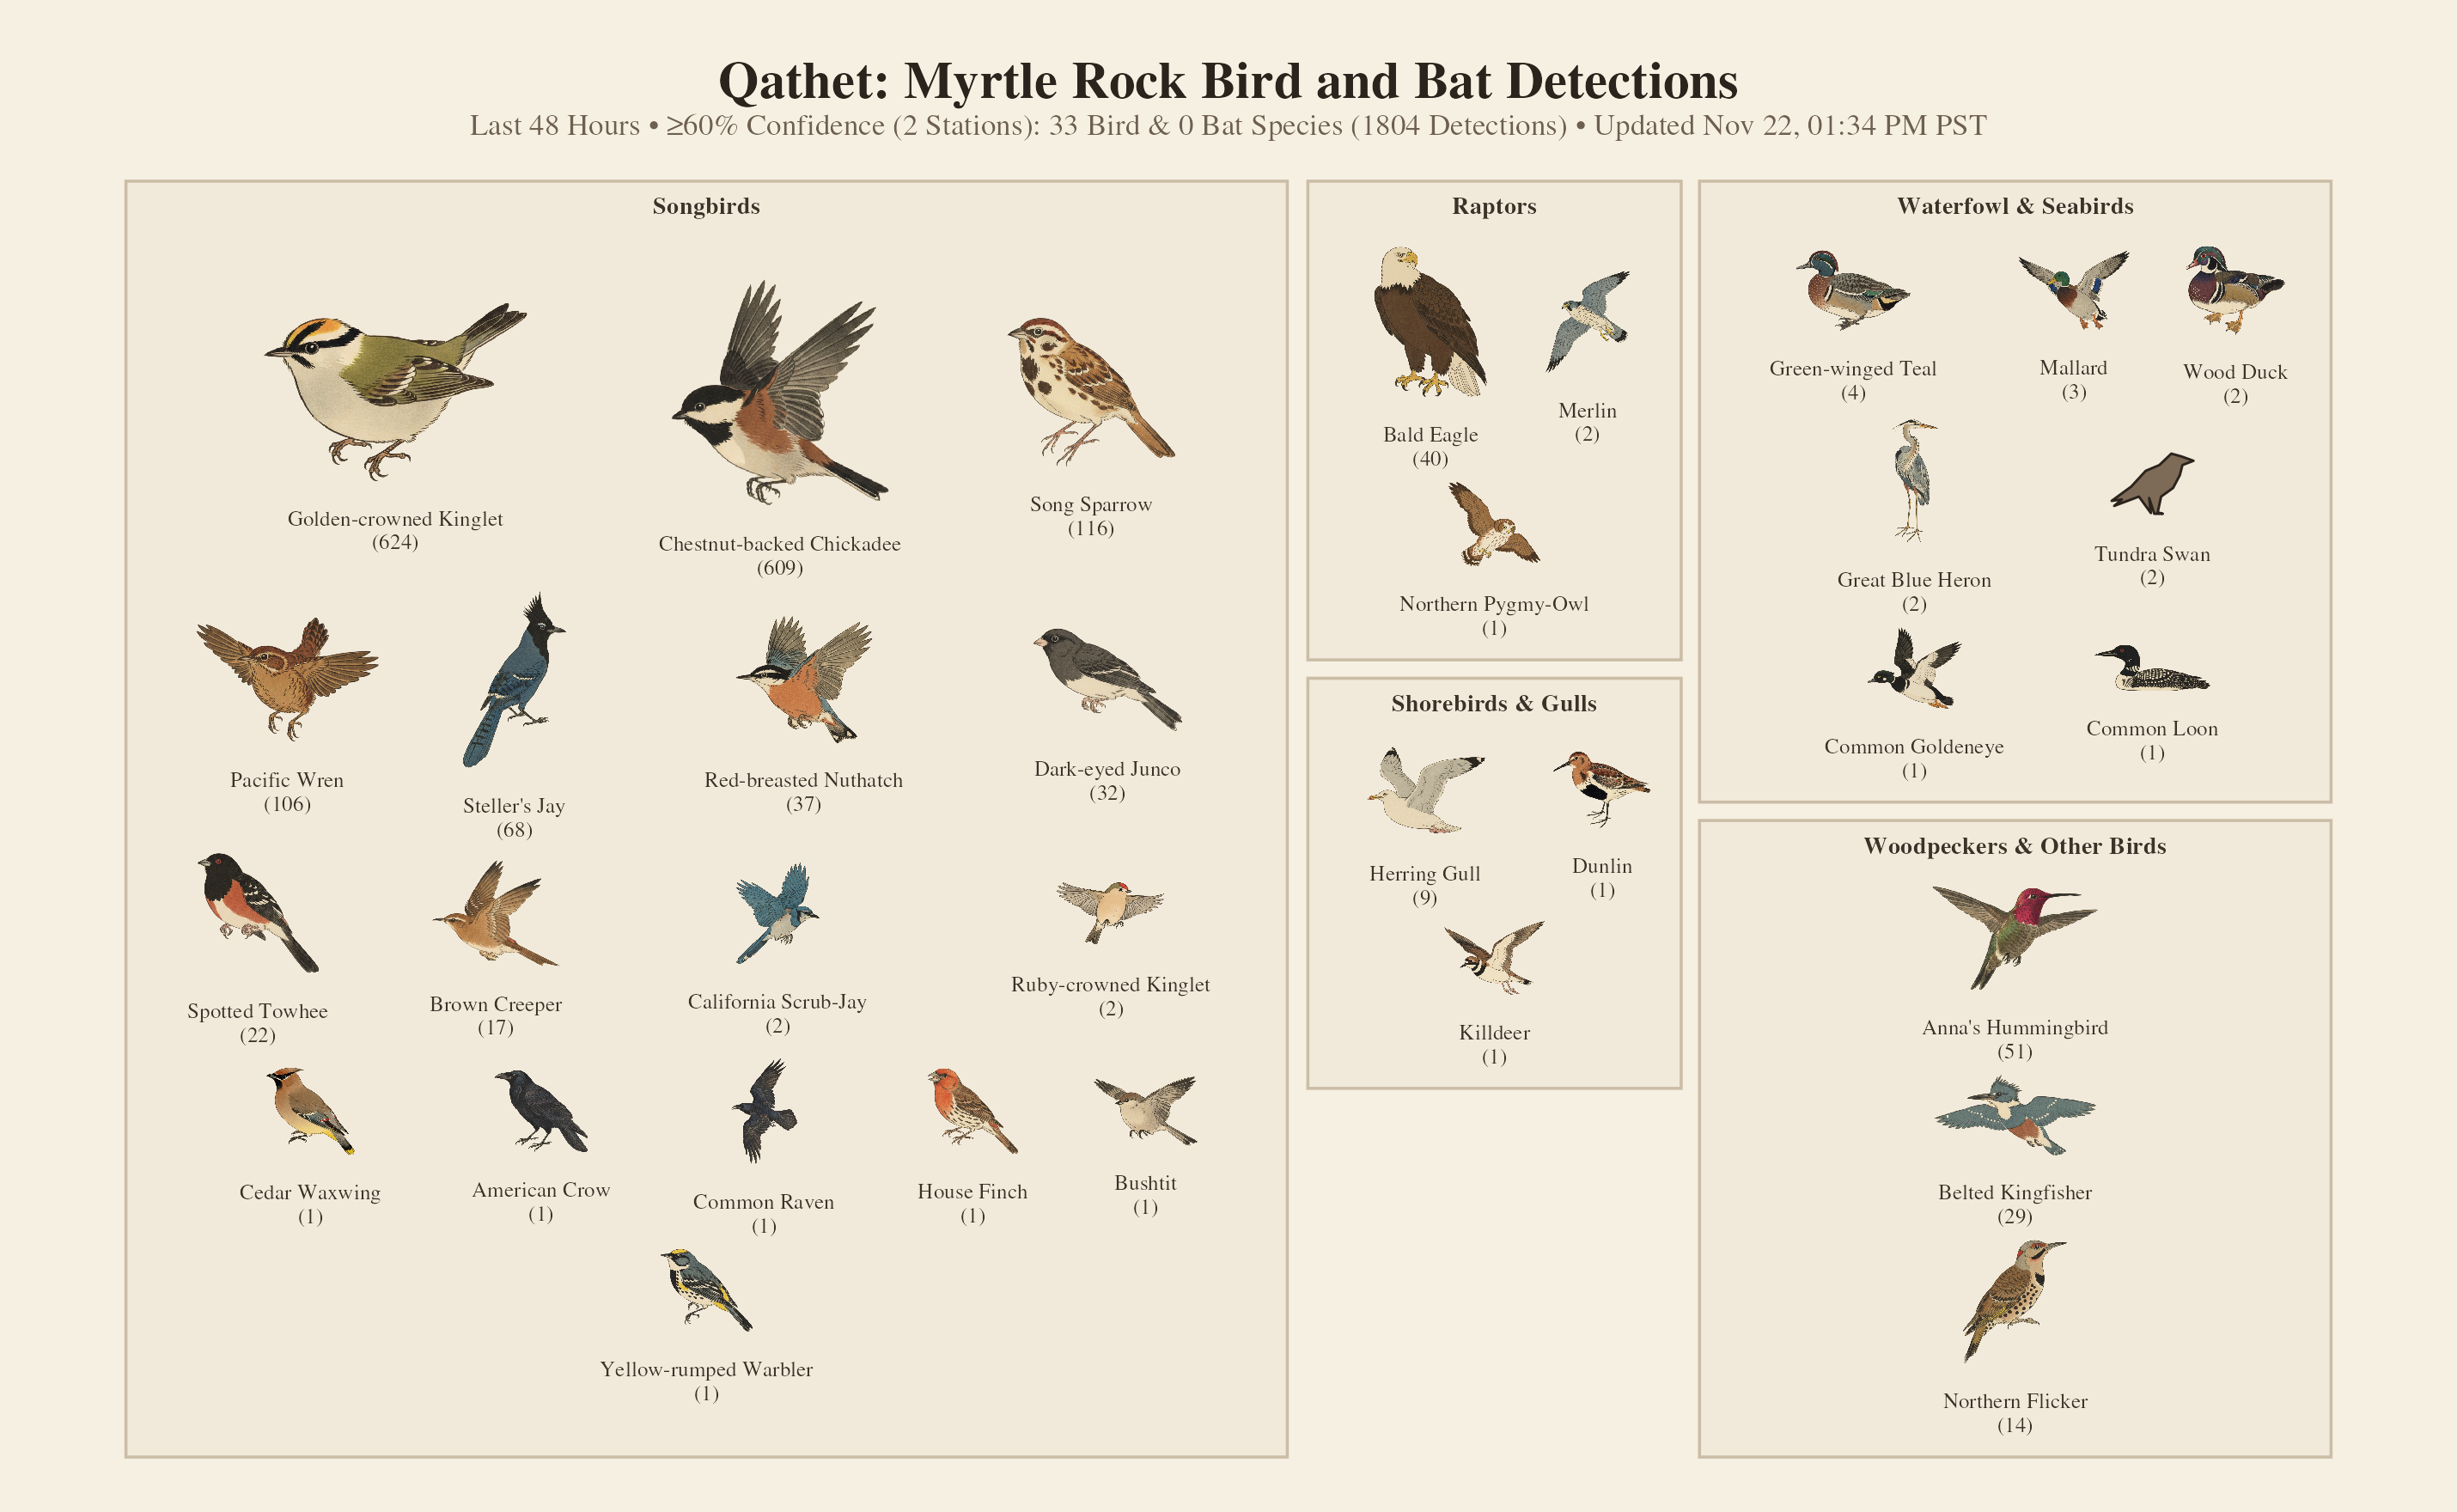 Qathet: Myrtle Rock Bird and Bat Detections
Last 48 Hours • ≥60% Confidence (2 Stations): 33 Bird & 0 Bat Species (1804 Detections) • Updated Nov 22, 01:34 PM PST
Songbirds
Golden-crowned Kinglet
(624)
Chestnut-backed Chickadee
(609)
Song Sparrow
(116)
Pacific Wren
(106)
Steller's Jay
(68)
Red-breasted Nuthatch
(37)
Dark-eyed Junco
(32)
Spotted Towhee
(22)
Brown Creeper
(17)
California Scrub-Jay
(2)
Ruby-crowned Kinglet
(2)
Cedar Waxwing
(1)
American Crow
(1)
Common Raven
(1)
House Finch
(1)
Bushtit
(1)
Yellow-rumped Warbler
(1)
Raptors
Bald Eagle
(40)
Merlin
(2)
Northern Pygmy-Owl
(1)
Shorebirds & Gulls
Herring Gull
(9)
Dunlin
(1)
Killdeer
(1)
Waterfowl & Seabirds
Green-winged Teal
(4)
Mallard
(3)
Wood Duck
(2)
Great Blue Heron
(2)
Tundra Swan
(2)
Common Goldeneye
(1)
Common Loon
(1)
Woodpeckers & Other Birds
Anna's Hummingbird
(51)
Belted Kingfisher
(29)
Northern Flicker
(14)